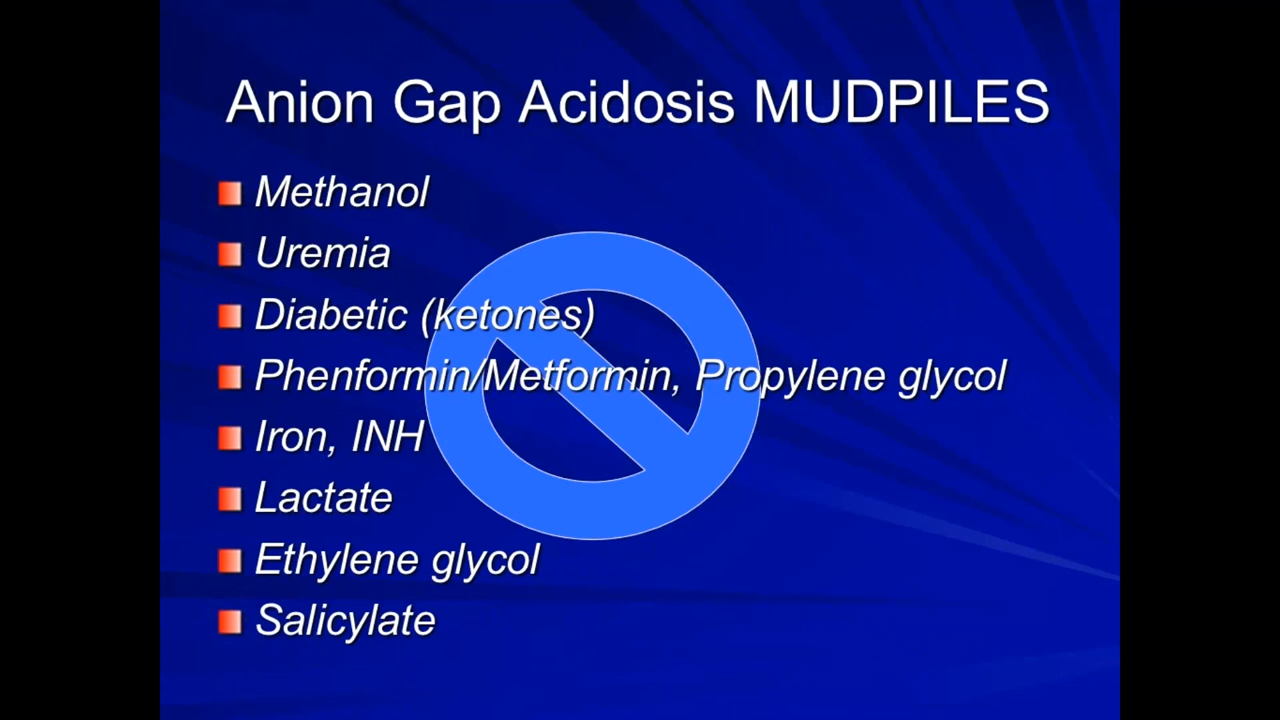 Anion Gap Acidosis MUDPILES
Methanol
Uremia
Diabetic (ketones)
Phenformin/Metformin, Propylene glycol
Iron, INH
Lactate
Ethylene glycol
Salicylate